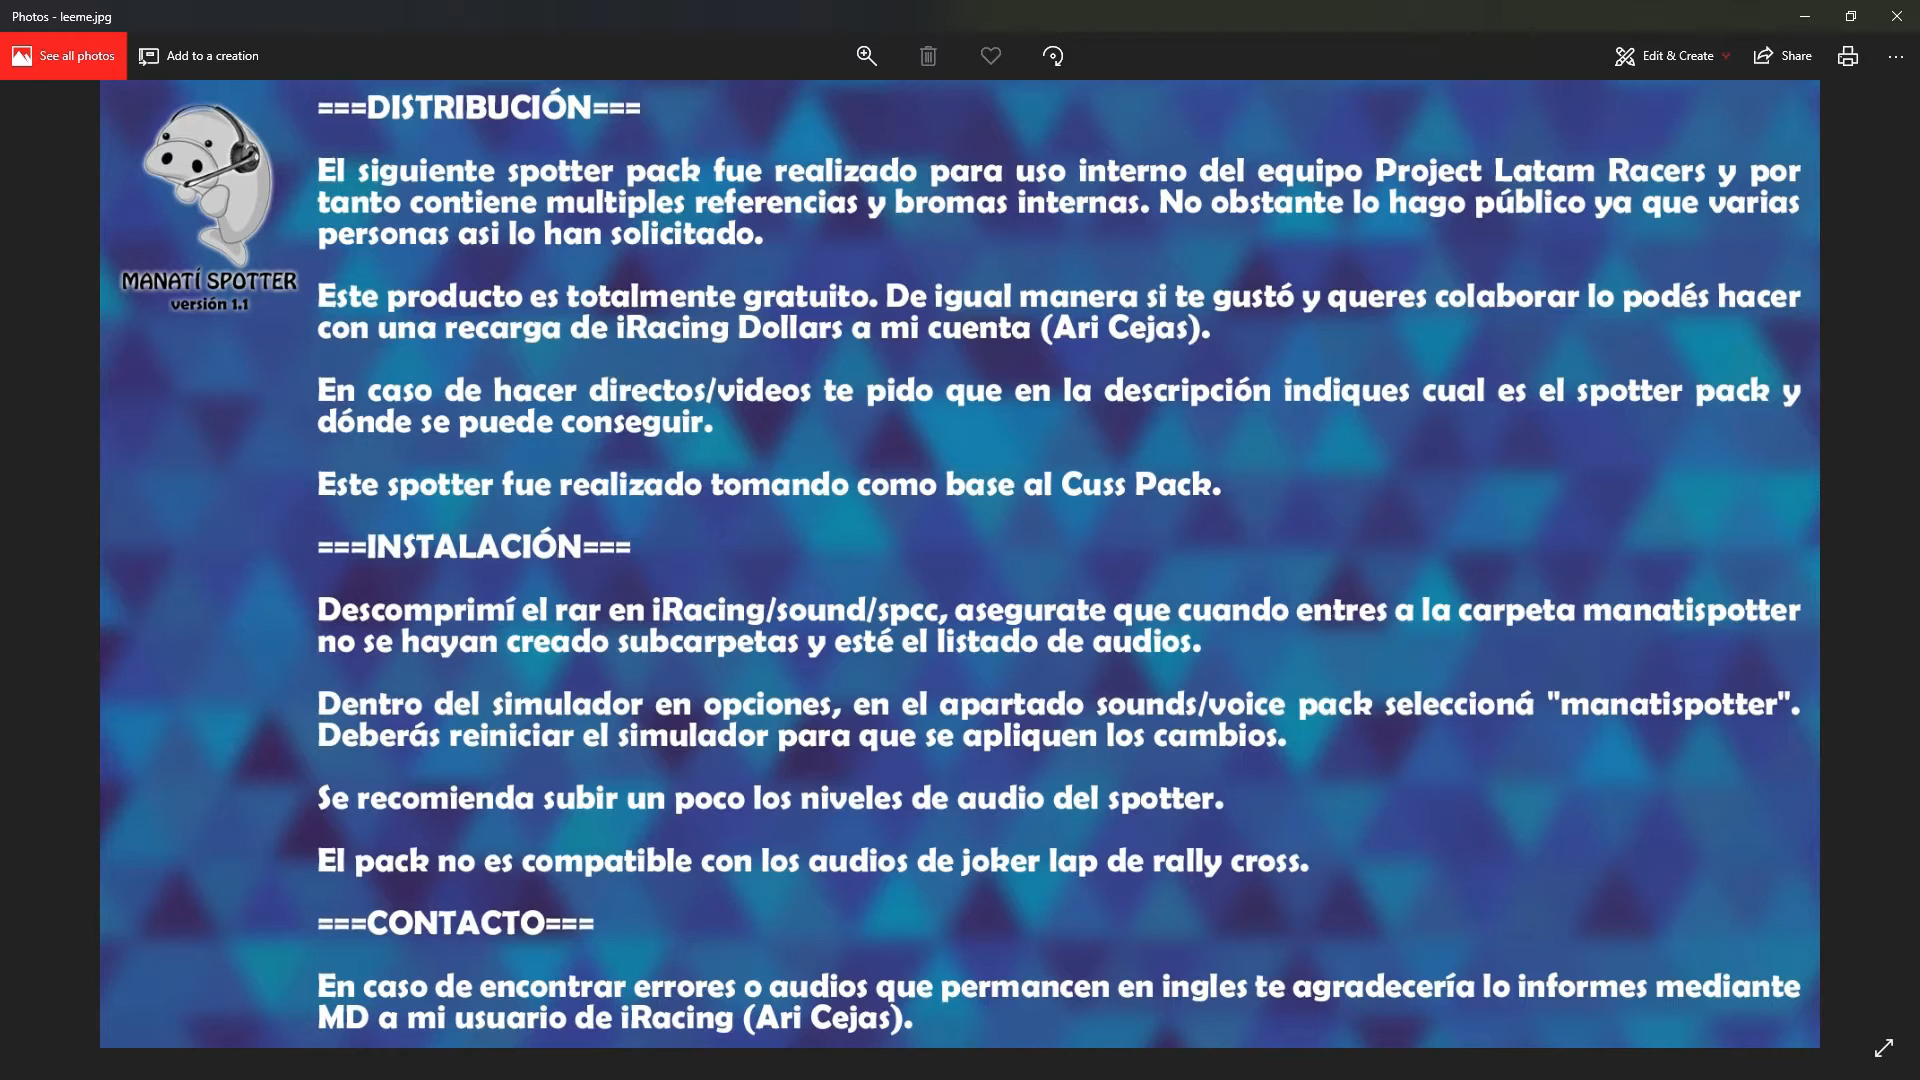 Photos - leeme.jpg
See all photos
Add to a creation
Edit & Create
Share
===DISTRIBUCIÓN===
El siguiente spotter pack fue realizado para uso interno del equipo Project Latam Racers y por
tanto contiene multiples referencias y bromas internas. No obstante lo hago público ya que varias
personas asi lo han solicitado.
MANATÍ SPOTTER
versión 1.1
Este producto es totalmente gratuito. De igual manera si te gustó y queres colaborar lo podés hacer
con una recarga de iRacing Dollars a mi cuenta (Ari Cejas).
En caso de hacer directos/videos te pido que en la descripción indiques cual es el spotter pack y
dónde se puede conseguir.
Este spotter fue realizado tomando como base al Cuss Pack.
===INSTALACIÓN===
Descomprimí el rar en iRacing/sound/spcc, asegurate que cuando entres a la carpeta manatispotter
no se hayan creado subcarpetas y esté el listado de audios.
Dentro del simulador en opciones, en el apartado sounds/voice pack seleccioná "manatispotter".
Deberás reiniciar el simulador para que se apliquen los cambios.
Se recomienda subir un poco los niveles de audio del spotter.
El pack no es compatible con los audios de joker lap de rally cross.
===CONTACTO===
En caso de encontrar errores o audios que permancen en ingles te agradecería lo informes mediante
MD a mi usuario de iRacing (Ari Cejas).